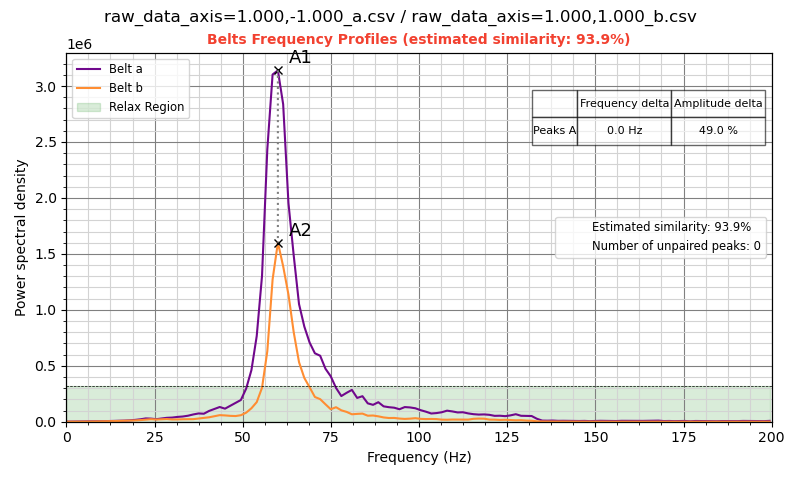 raw_data_axis=1.000,-1.000_a.csv / raw_data_axis=1.000,1.000_b.csv
Belts Frequency Profiles (estimated similarity: 93.9%)
1e6
A1
Belt a
Belt b
Relax Region
Frequency delta Amplitude delta
Peaks A 0.0 Hz 49.0 %
A2
Estimated similarity: 93.9%
Number of unpaired peaks: 0
Power spectral density
3.0
2.5
2.0
1.5
1.0
0.5
0.0
0 25 50 75 100 125 150 175 200
Frequency (Hz)